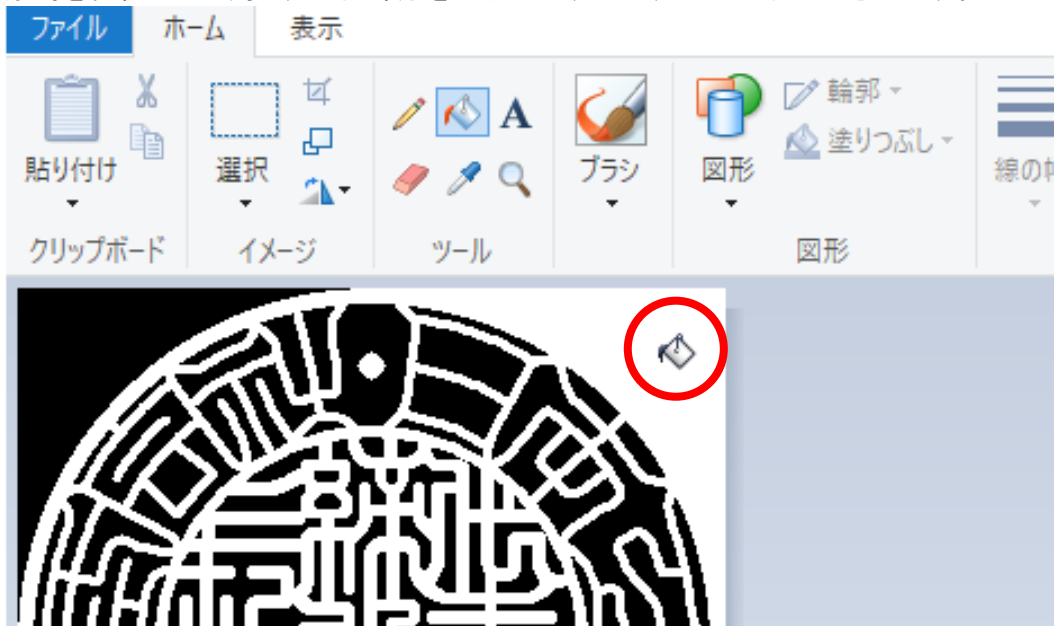 ファイル ホーム 表示
輪郭
塗りつぶし
A
貼り付け 選択 ブラシ 図形 線の
クリップボード イメージ ツール 図形